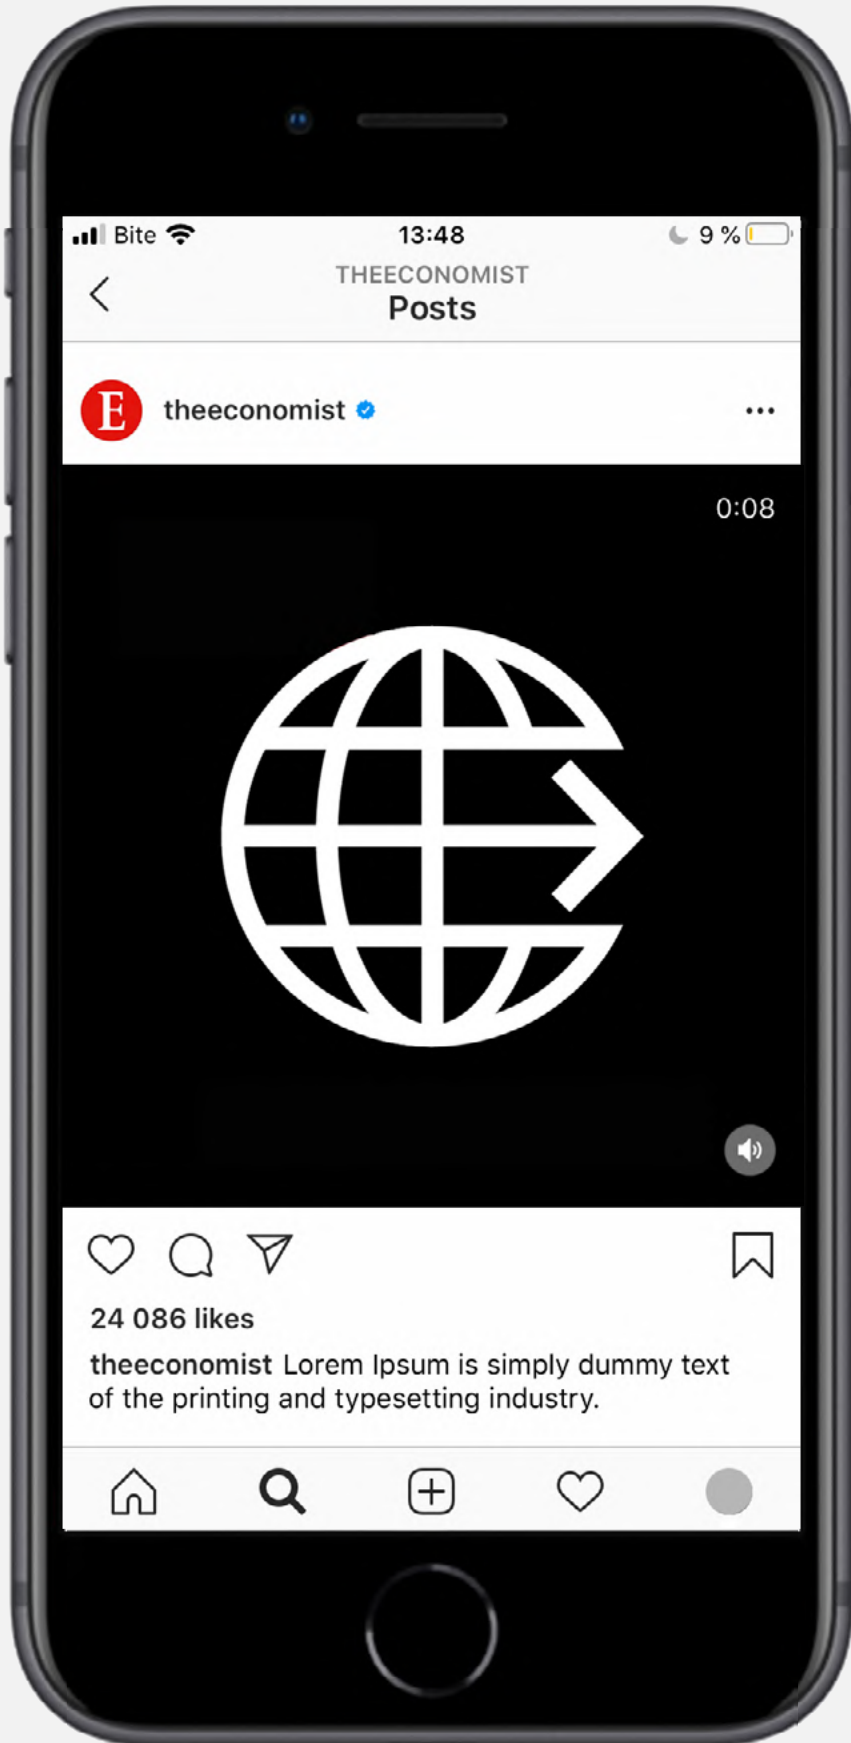 Bite 13:48 9 %
THEECONOMIST
Posts
E theeconomist
0:08
24 086 likes
theeconomist Lorem Ipsum is simply dummy text
of the printing and typesetting industry.